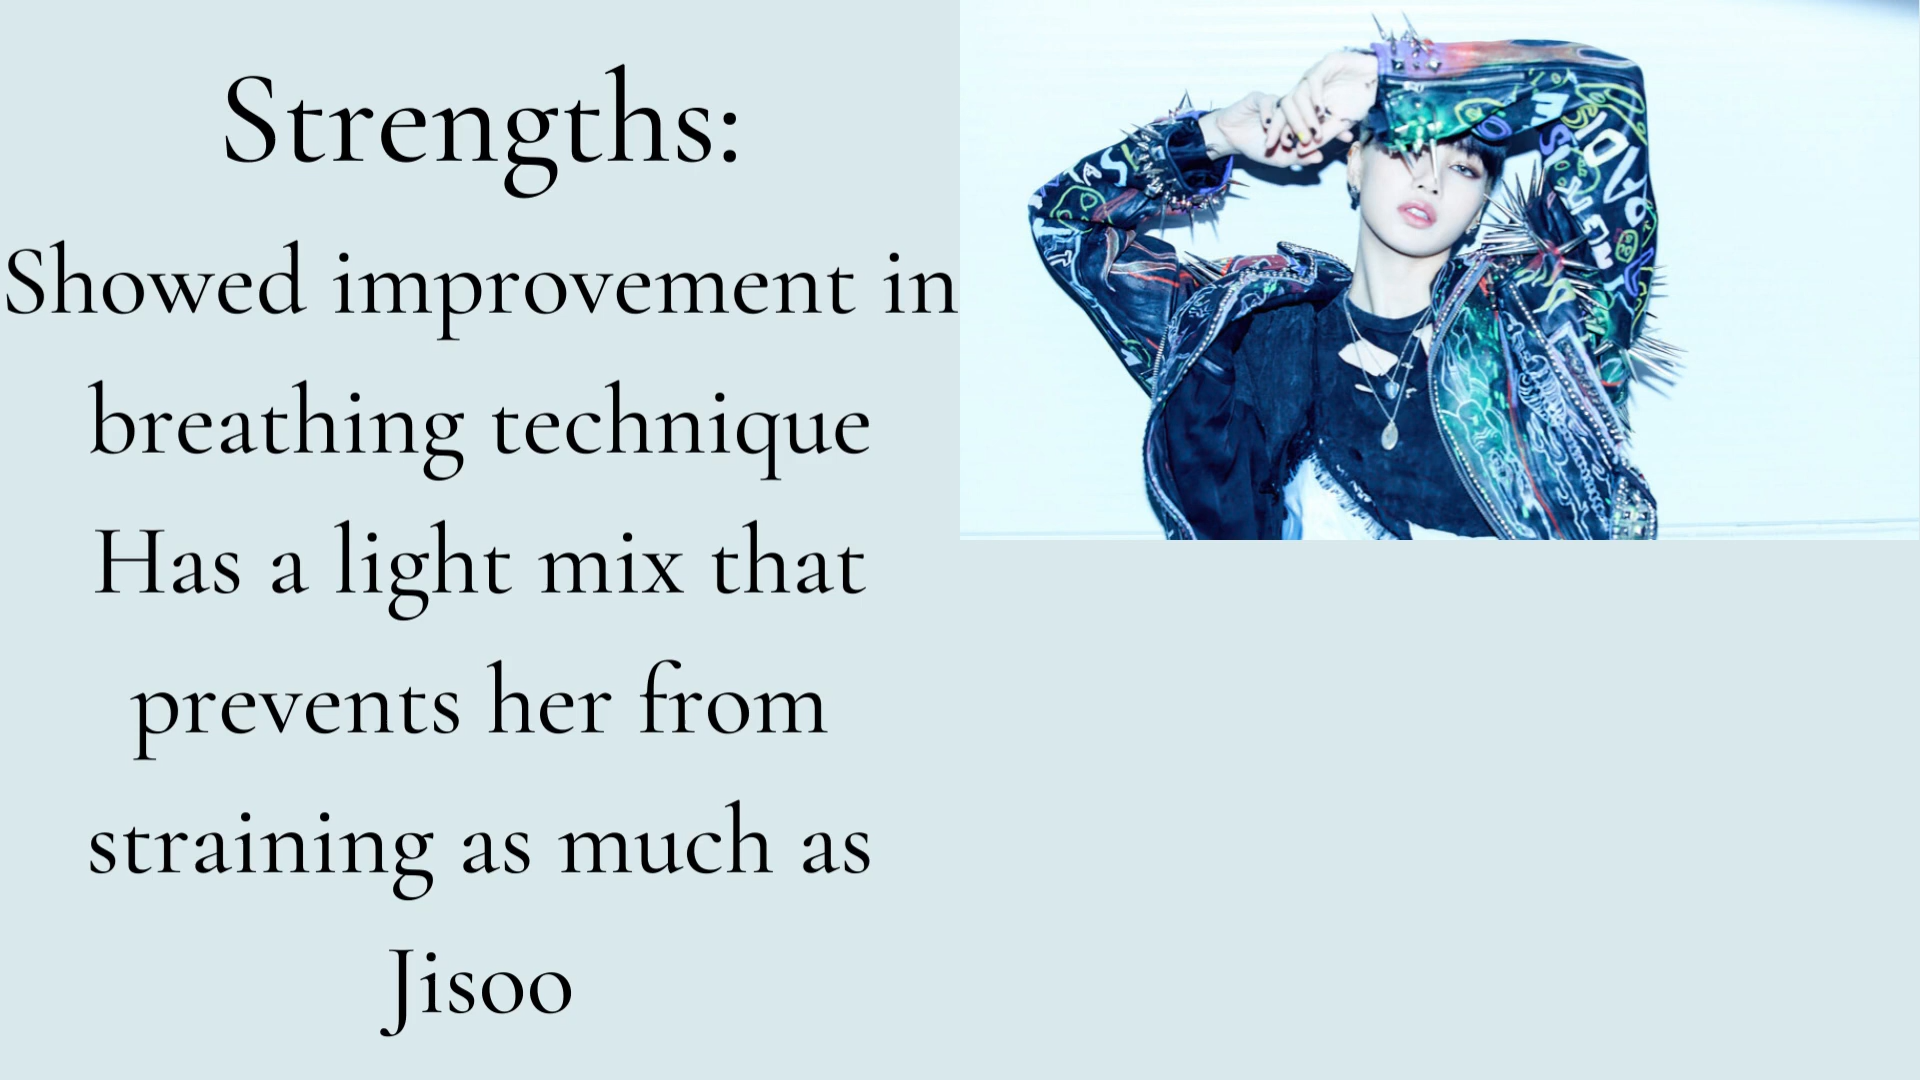 Strengths:
Showed improvement in
breathing technique
Has a light mix that
prevents her from
straining as much as
Jisoo